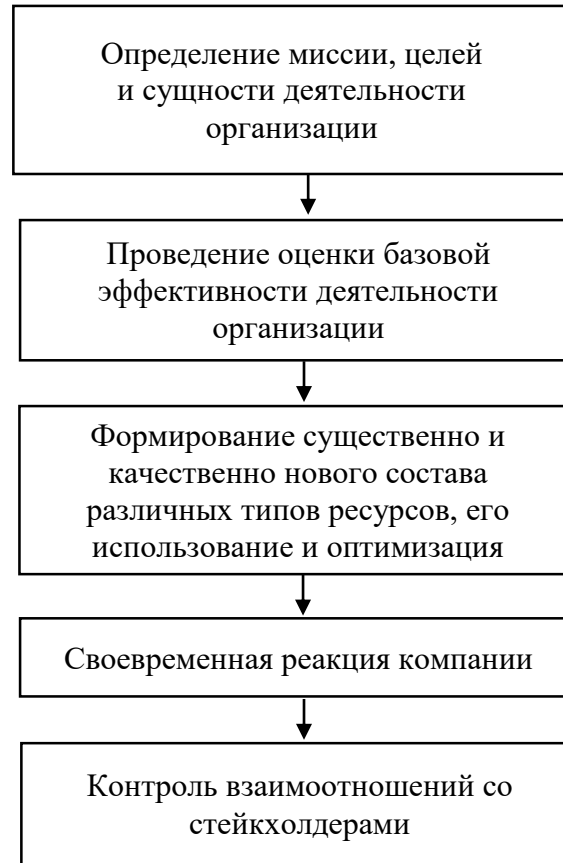 Определение миссии, целей
и сущности деятельности
организации
Проведение оценки базовой
эффективности деятельности
организации
Формирование существенно и
качественно нового состава
различных типов ресурсов, его
использование и оптимизация
Своевременная реакция компании
Контроль взаимоотношений со
стейкхолдерами